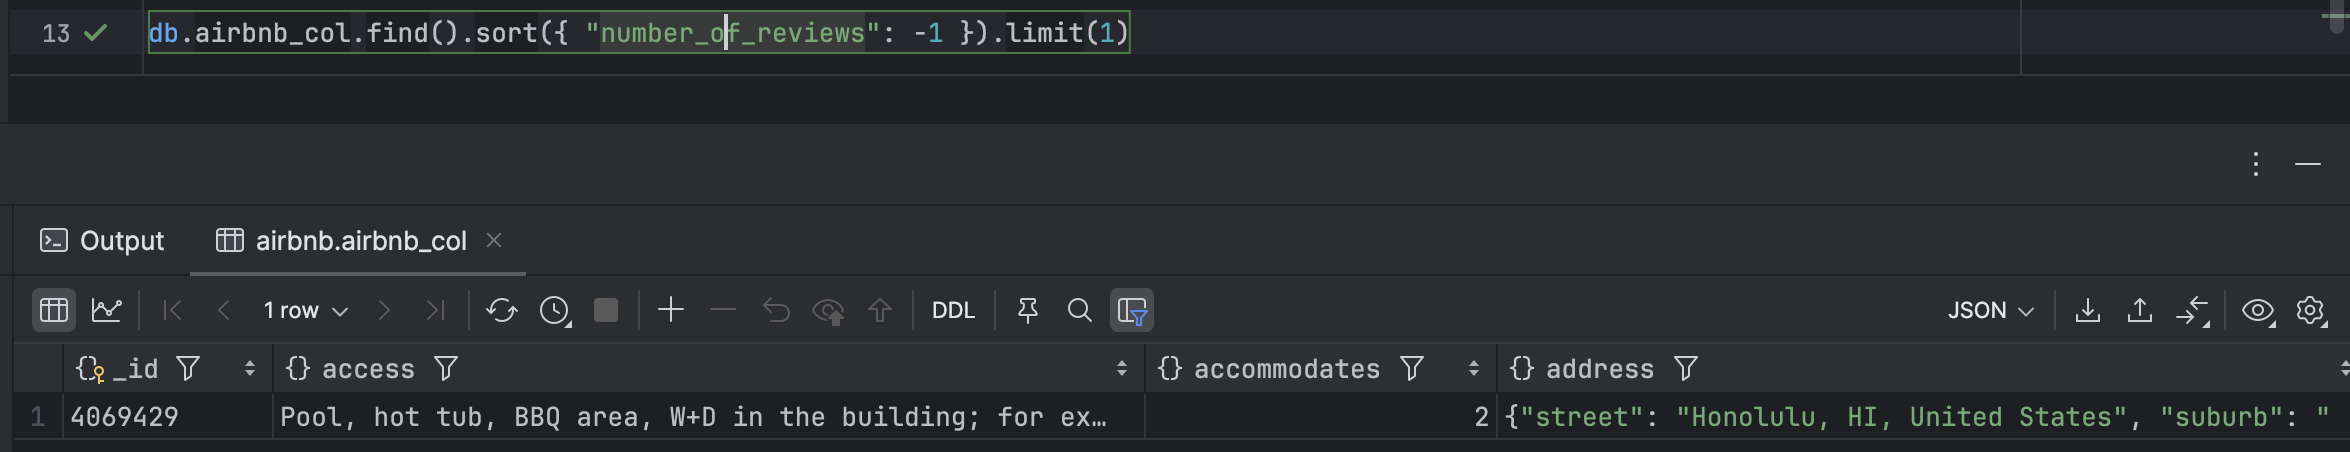 13 db.airbnb_col.find().sort({ "number_of_reviews": -1 }).limit(1)
Output airbnb.airbnb_col
1 row DDL JSON
_id access accommodates address
1 4069429 Pool, hot tub, BBQ area, W+D in the building; for ex… 2 {"street": "Honolulu, HI, United States", "suburb": "